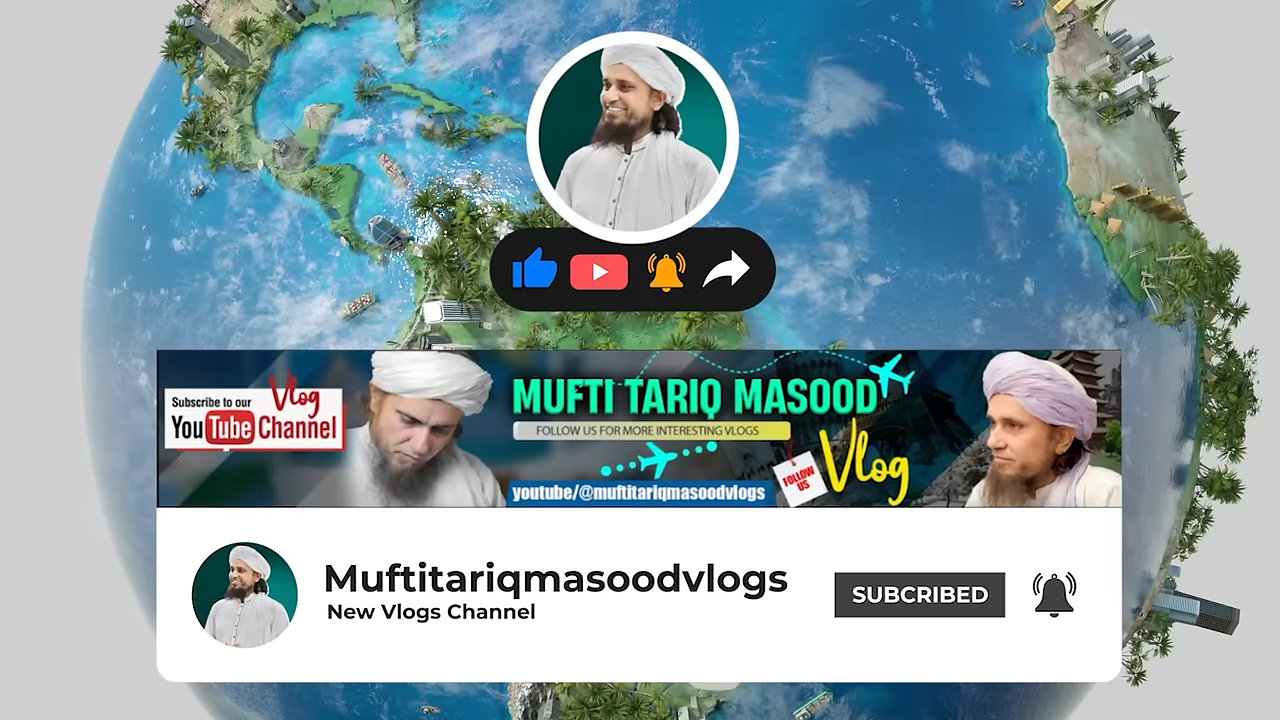 Subscribe to our
Vlog
YouTube Channel
MUFTI TARIQ MASOOD
FOLLOW US FOR MORE INTERESTING VLOGS
FOLLOW
US
Vlog
youtube/@muftitariqmasoodvlogs
Muftitariqmasoodvlogs
New Vlogs Channel
SUBCRIBED